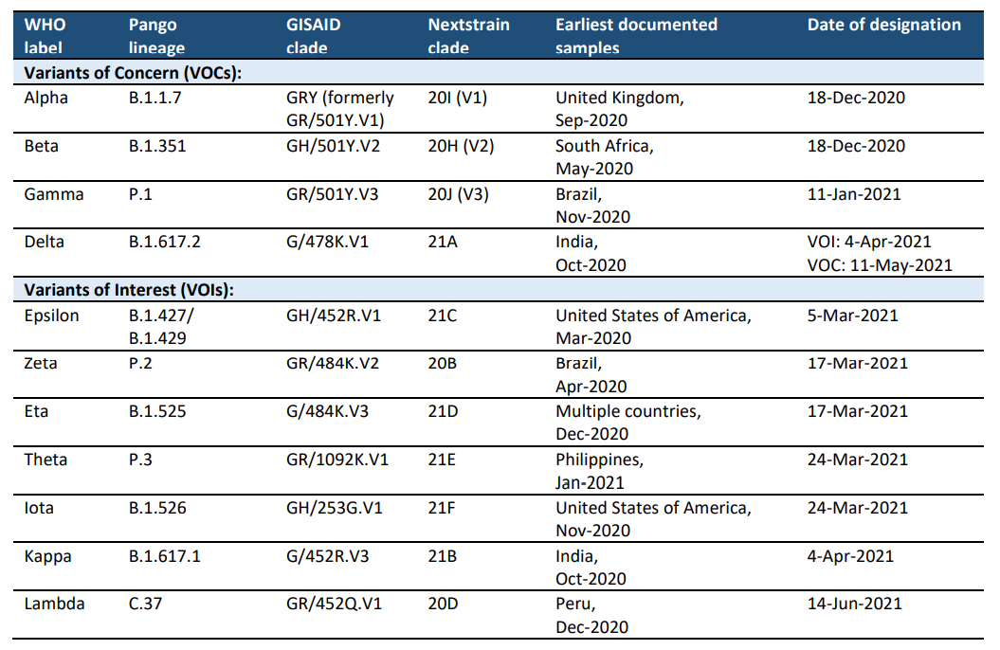 WHO label Pango lineage GISAID clade Nextstrain clade Earliest documented samples Date of designation
Variants of Concern (VOCs):
Alpha B.1.1.7 GRY (formerly GR/501Y.V1) 20I (V1) United Kingdom, Sep-2020 18-Dec-2020
Beta B.1.351 GH/501Y.V2 20H (V2) South Africa, May-2020 18-Dec-2020
Gamma P.1 GR/501Y.V3 20J (V3) Brazil, Nov-2020 11-Jan-2021
Delta B.1.617.2 G/478K.V1 21A India, Oct-2020 VOI: 4-Apr-2021 VOC: 11-May-2021
Variants of Interest (VOIs):
Epsilon B.1.427/ B.1.429 GH/452R.V1 21C United States of America, Mar-2020 5-Mar-2021
Zeta P.2 GR/484K.V2 20B Brazil, Apr-2020 17-Mar-2021
Eta B.1.525 G/484K.V3 21D Multiple countries, Dec-2020 17-Mar-2021
Theta P.3 GR/1092K.V1 21E Philippines, Jan-2021 24-Mar-2021
Iota B.1.526 GH/253G.V1 21F United States of America, Nov-2020 24-Mar-2021
Kappa B.1.617.1 G/452R.V3 21B India, Oct-2020 4-Apr-2021
Lambda C.37 GR/452Q.V1 20D Peru, Dec-2020 14-Jun-2021